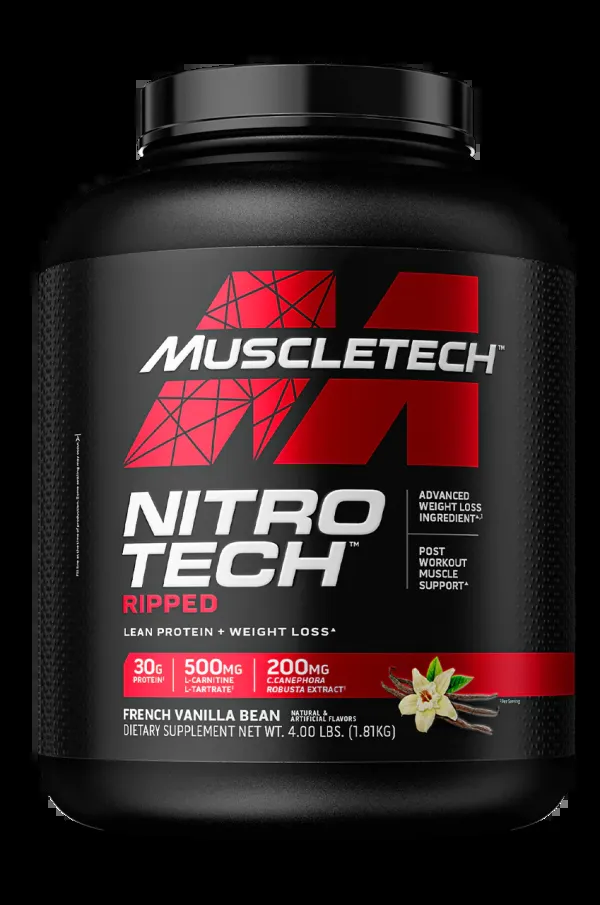 MUSCLETECH™
NITRO
TECH™
RIPPED
LEAN PROTEIN + WEIGHT LOSS▲
ADVANCED
WEIGHT LOSS
INGREDIENT▲,‡
POST
WORKOUT
MUSCLE
SUPPORT▲
30G
PROTEIN†
500MG
L-CARNITINE
L-TARTRATE†
200MG
C.CANEPHORA
ROBUSTA EXTRACT†
FRENCH VANILLA BEAN
NATURAL &
ARTIFICIAL FLAVORS
DIETARY SUPPLEMENT NET WT. 4.00 LBS. (1.81KG)